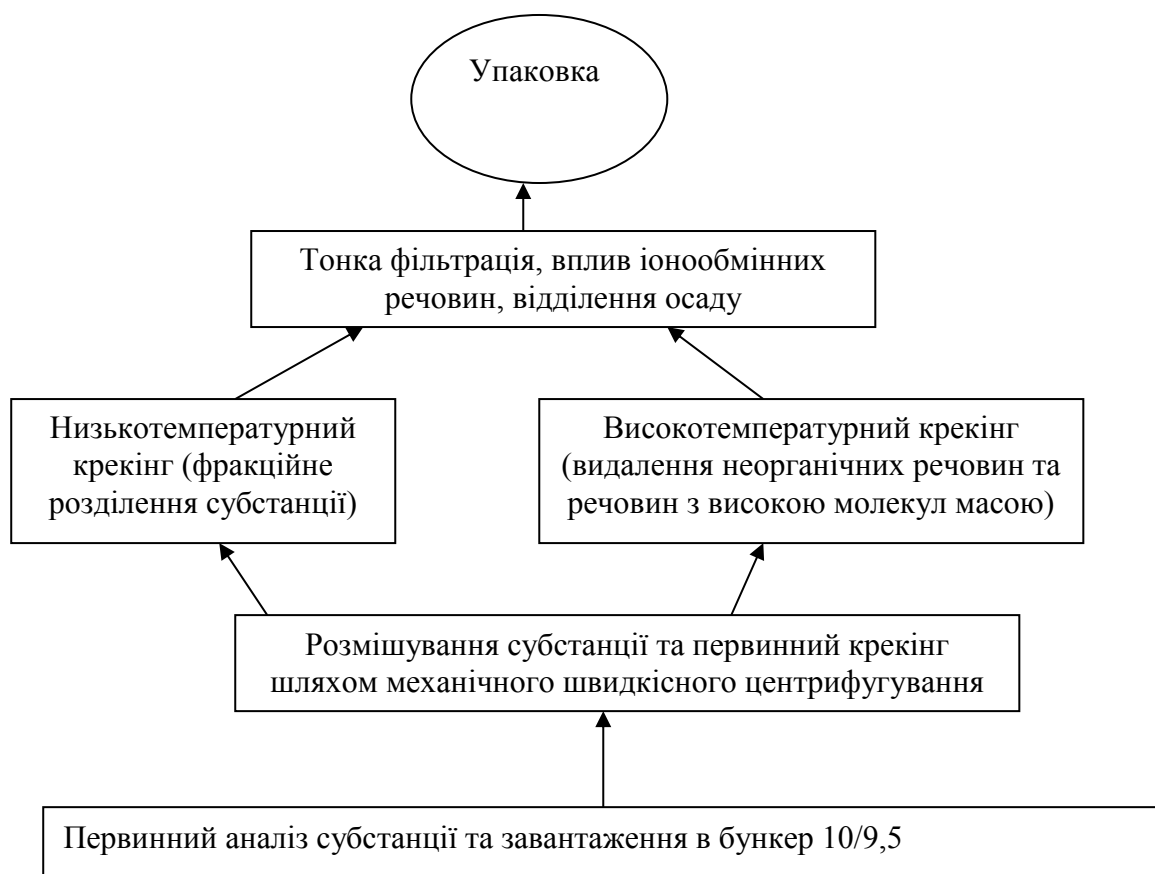 Упаковка
Тонка фільтрація, вплив іонообмінних
речовин, відділення осаду
Низькотемпературний
крекінг (фракційне
розділення субстанції)
Високотемпературний крекінг
(видалення неорганічних речовин та
речовин з високою молекул масою)
Розмішування субстанції та первинний крекінг
шляхом механічного швидкісного центрифугування
Первинний аналіз субстанції та завантаження в бункер 10/9,5